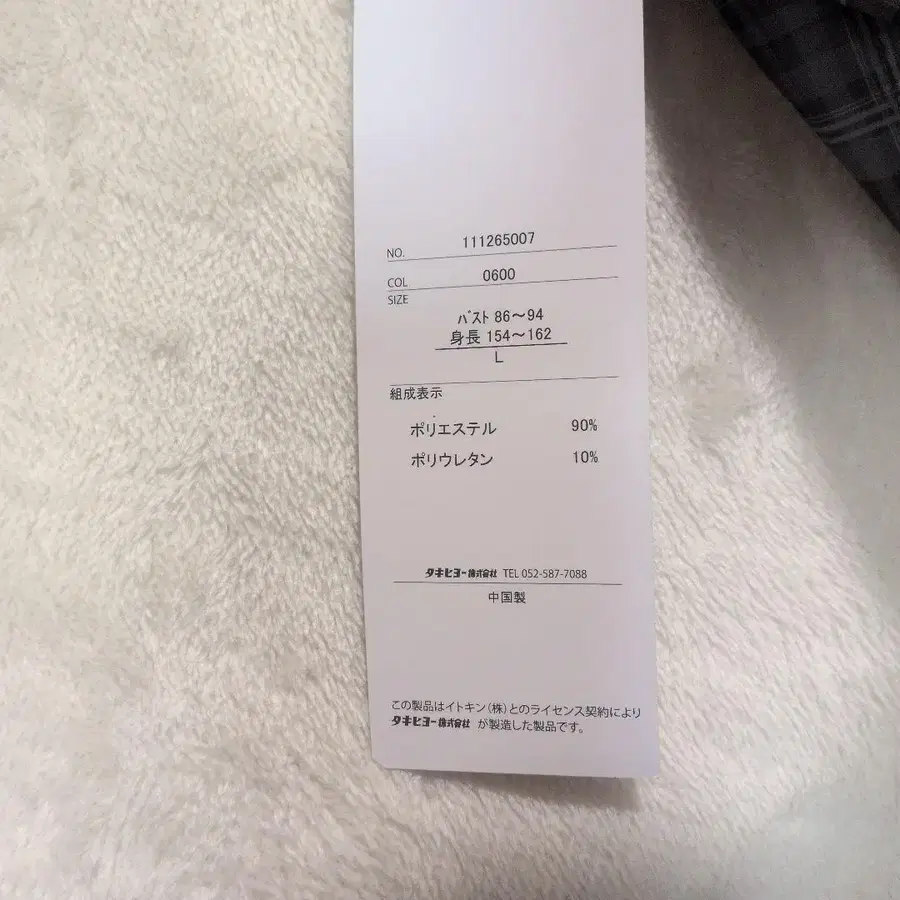 NO. 111265007
COL 0600
SIZE
バスト 86～94
身長 154～162
L
組成表示
ポリエステル 90%
ポリウレタン 10%
タキヒヨー株式会社 TEL 052-587-7088
中国製
この製品はイトキン(株)とのライセンス契約により
タキヒヨー株式会社 が製造した製品です。